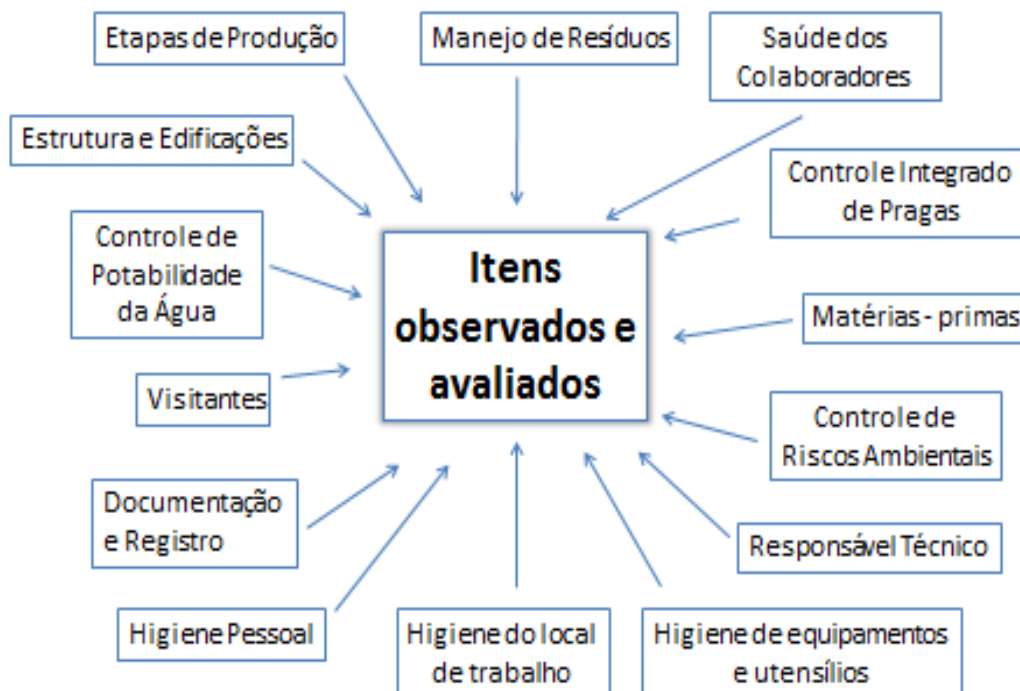 Etapas de Produção
Manejo de Resíduos
Saúde dos
Colaboradores
Estrutura e Edificações
Controle Integrado
de Pragas
Controle de
Potabilidade
da Água
Itens
observados e
avaliados
Matérias - primas
Visitantes
Controle de
Riscos Ambientais
Documentação
e Registro
Responsável Técnico
Higiene Pessoal
Higiene do local
de trabalho
Higiene de equipamentos
e utensílios